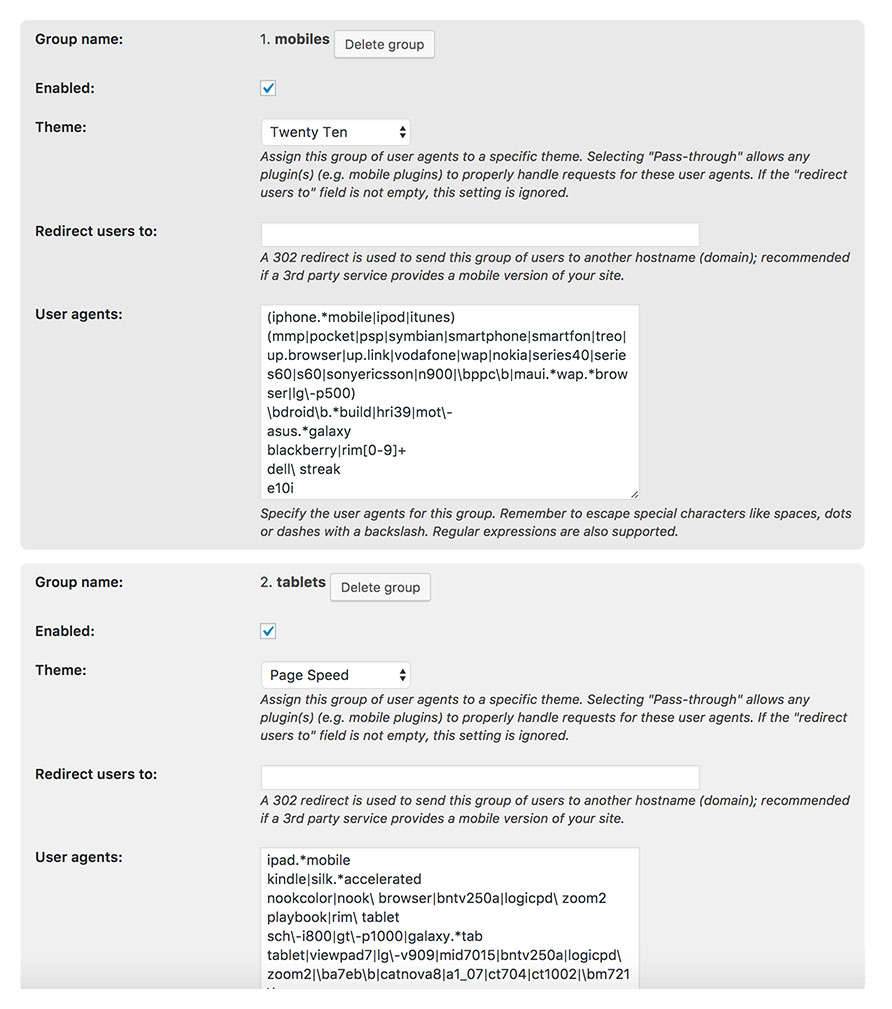 Group name:
1. mobiles
Delete group
Enabled:
Theme:
Twenty Ten
Assign this group of user agents to a specific theme. Selecting "Pass-through" allows any
plugin(s) (e.g. mobile plugins) to properly handle requests for these user agents. If the "redirect
users to" field is not empty, this setting is ignored.
Redirect users to:
A 302 redirect is used to send this group of users to another hostname (domain); recommended
if a 3rd party service provides a mobile version of your site.
User agents:
(iphone.*mobile|ipod|itunes)
(mmp|pocket|psp|symbian|smartphone|smartfon|treo|
up.browser|up.link|vodafone|wap|nokia|series40|serie
s60|s60|sonyericsson|n900|\bppc\b|maui.*wap.*brow
ser|lg\-p500)
\bdroid\b.*build|hri39|mot\-
asus.*galaxy
blackberry|rim[0-9]+
dell\ streak
e10i
Specify the user agents for this group. Remember to escape special characters like spaces, dots
or dashes with a backslash. Regular expressions are also supported.
Group name:
2. tablets
Delete group
Enabled:
Theme:
Page Speed
Assign this group of user agents to a specific theme. Selecting "Pass-through" allows any
plugin(s) (e.g. mobile plugins) to properly handle requests for these user agents. If the "redirect
users to" field is not empty, this setting is ignored.
Redirect users to:
A 302 redirect is used to send this group of users to another hostname (domain); recommended
if a 3rd party service provides a mobile version of your site.
User agents:
ipad.*mobile
kindle|silk.*accelerated
nookcolor|nook\ browser|bntv250a|logicpd\ zoom2
playbook|rim\ tablet
sch\-i800|gt\-p1000|galaxy.*tab
tablet|viewpad7|lg\-v909|mid7015|bntv250a|logicpd\
zoom2|\ba7eb\b|catnova8|a1_07|ct704|ct1002|\bm721